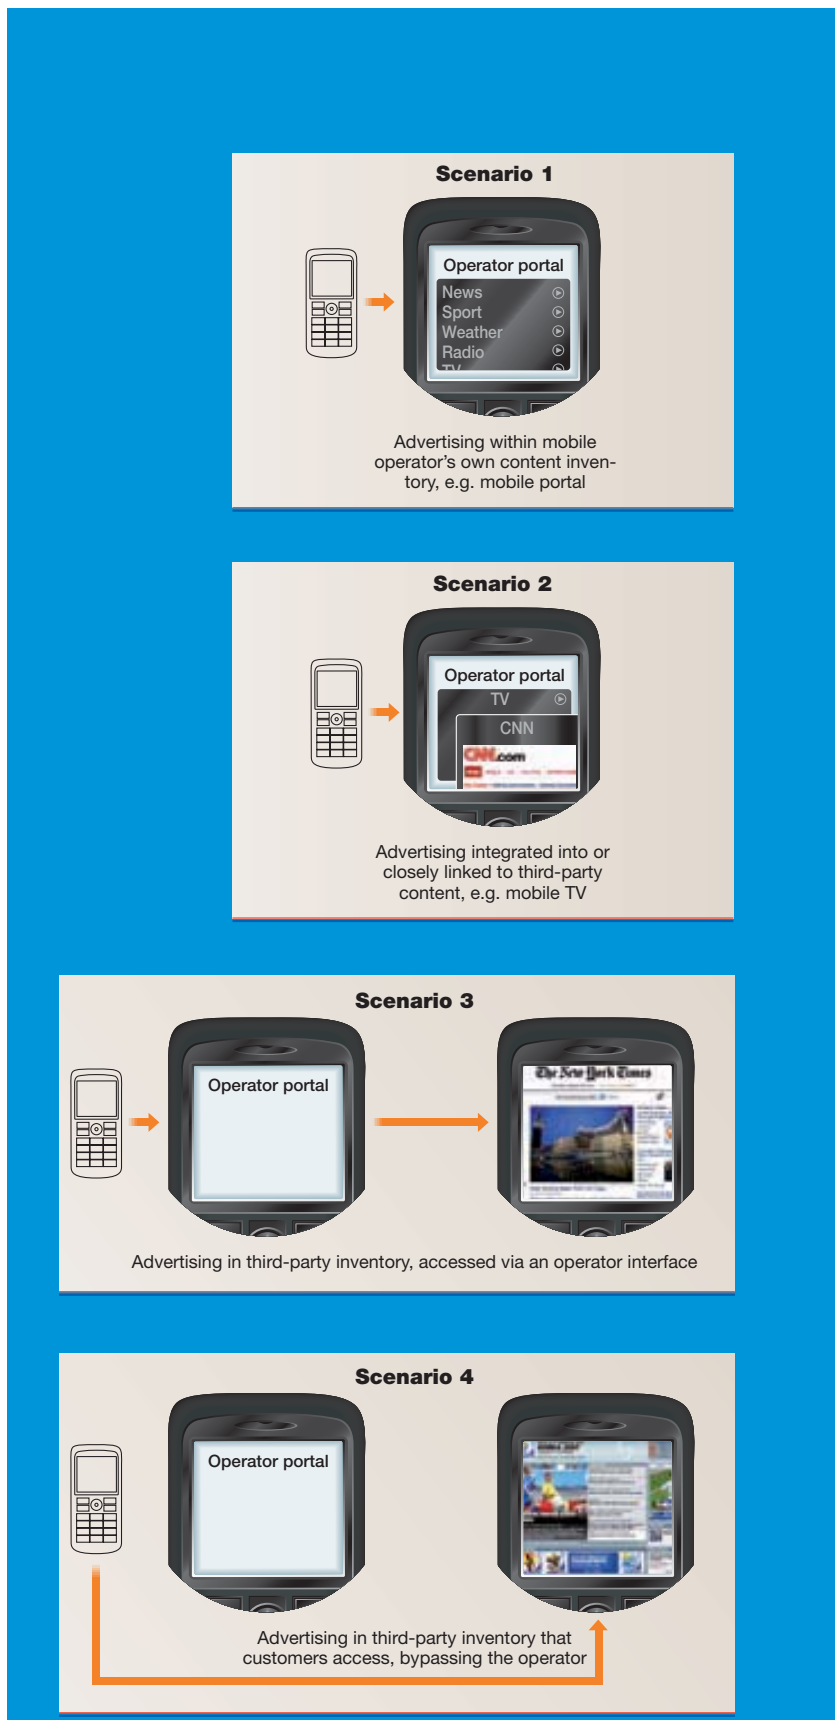 Scenario 1
Operator portal
News
Sport
Weather
Radio
TV
Advertising within mobile
operator's own content inven-
tory, e.g. mobile portal
Scenario 2
Operator portal
TV
CNN
CNN.com
Advertising integrated into or
closely linked to third-party
content, e.g. mobile TV
Scenario 3
Operator portal
The New York Times
Advertising in third-party inventory, accessed via an operator interface
Scenario 4
Operator portal
Advertising in third-party inventory that
customers access, bypassing the operator